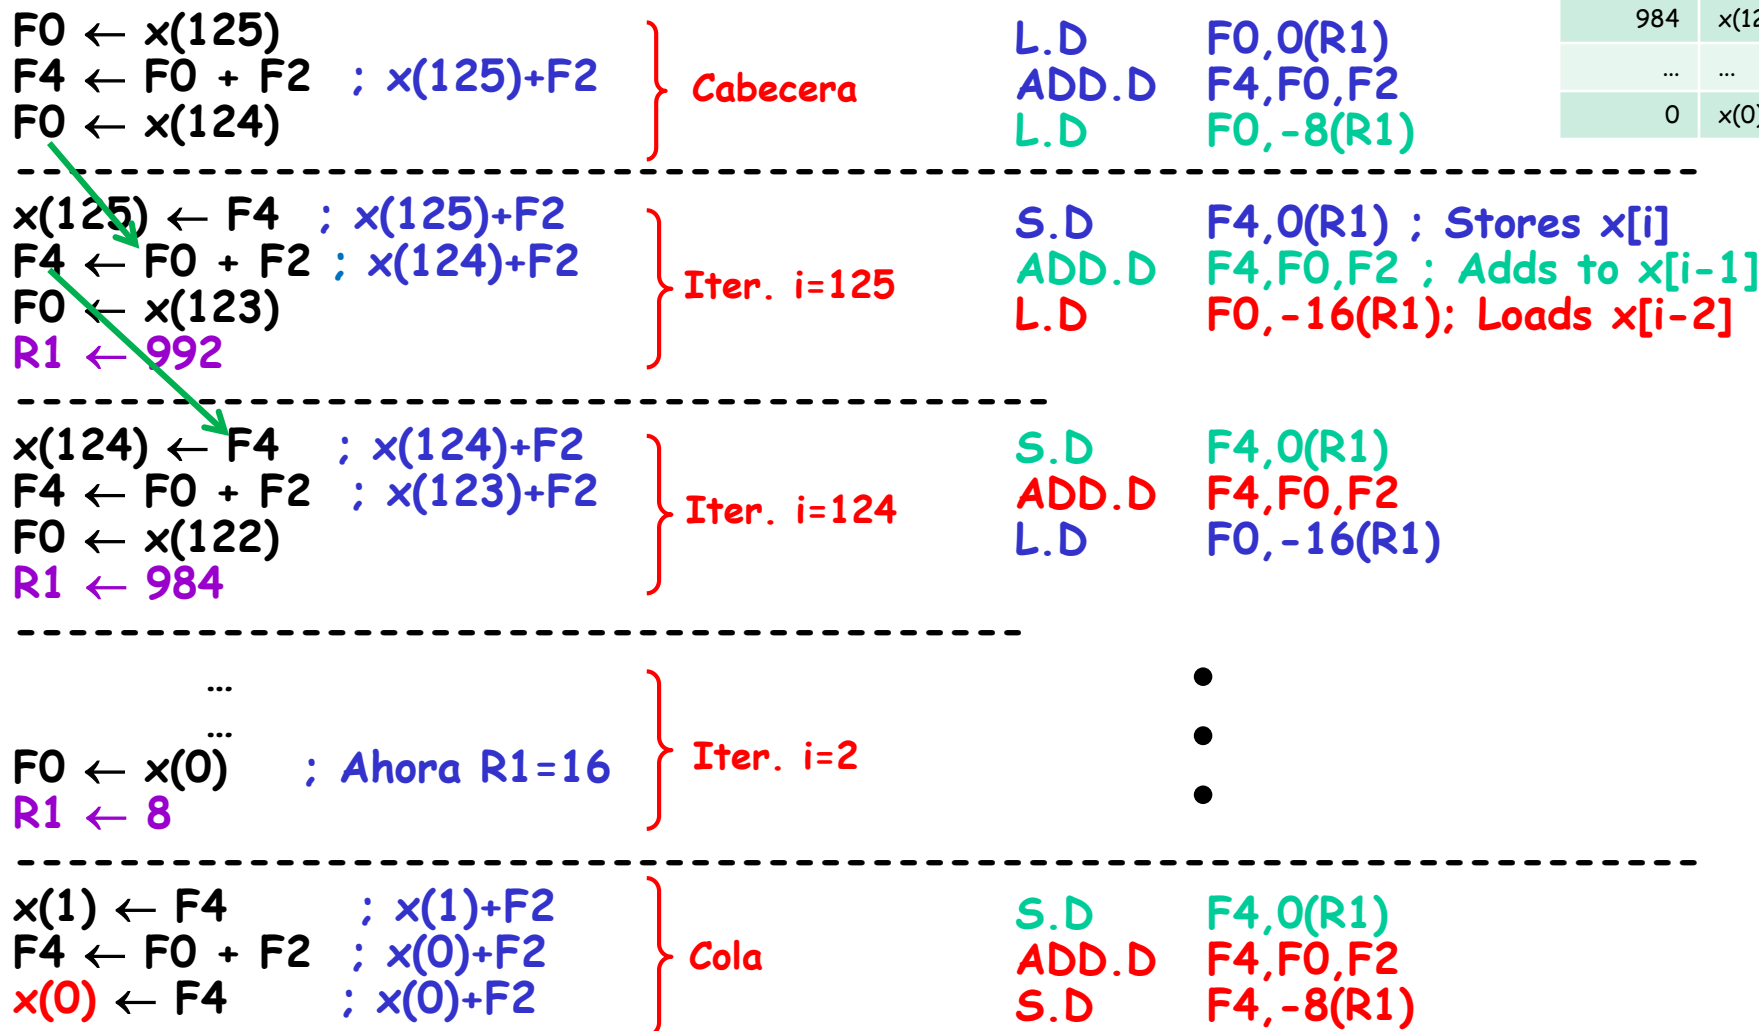 F0 ← x(125)
F4 ← F0 + F2 ; x(125)+F2
F0 ← x(124)
Cabecera
L.D F0,0(R1)
ADD.D F4,F0,F2
L.D F0,-8(R1)
984
... ...
0 x(0)
x(125) ← F4 ; x(125)+F2
F4 ← F0 + F2 ; x(124)+F2
F0 ← x(123)
R1 ← 992
Iter. i=125
S.D F4,0(R1) ; Stores x[i]
ADD.D F4,F0,F2 ; Adds to x[i-1]
L.D F0,-16(R1); Loads x[i-2]
x(124) ← F4 ; x(124)+F2
F4 ← F0 + F2 ; x(123)+F2
F0 ← x(122)
R1 ← 984
Iter. i=124
S.D F4,0(R1)
ADD.D F4,F0,F2
L.D F0,-16(R1)
...
...
F0 ← x(0) ; Ahora R1=16
R1 ← 8
Iter. i=2
x(1) ← F4 ; x(1)+F2
F4 ← F0 + F2 ; x(0)+F2
x(0) ← F4 ; x(0)+F2
Cola
S.D F4,0(R1)
ADD.D F4,F0,F2
S.D F4,-8(R1)